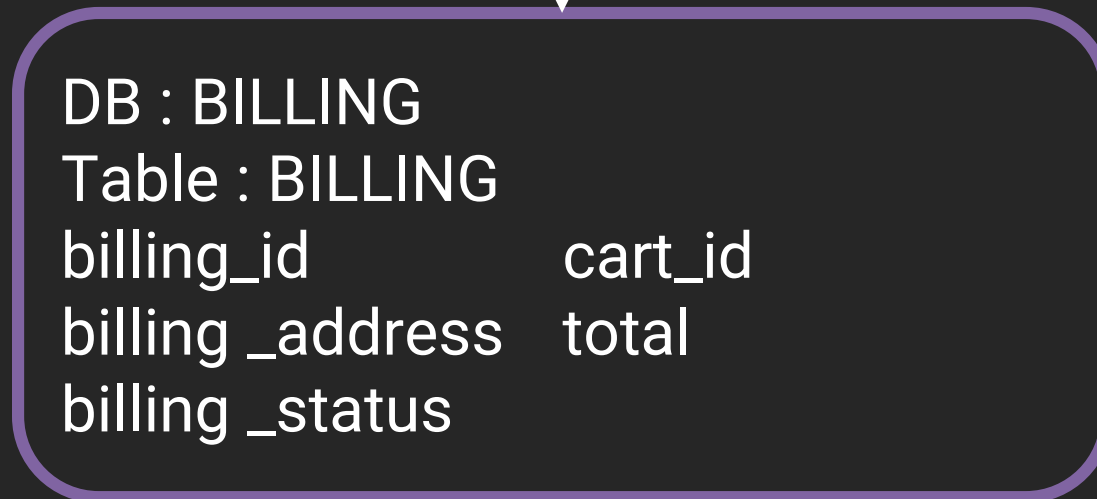 DB : BILLING
Table : BILLING
billing_id cart_id
billing _address total
billing _status